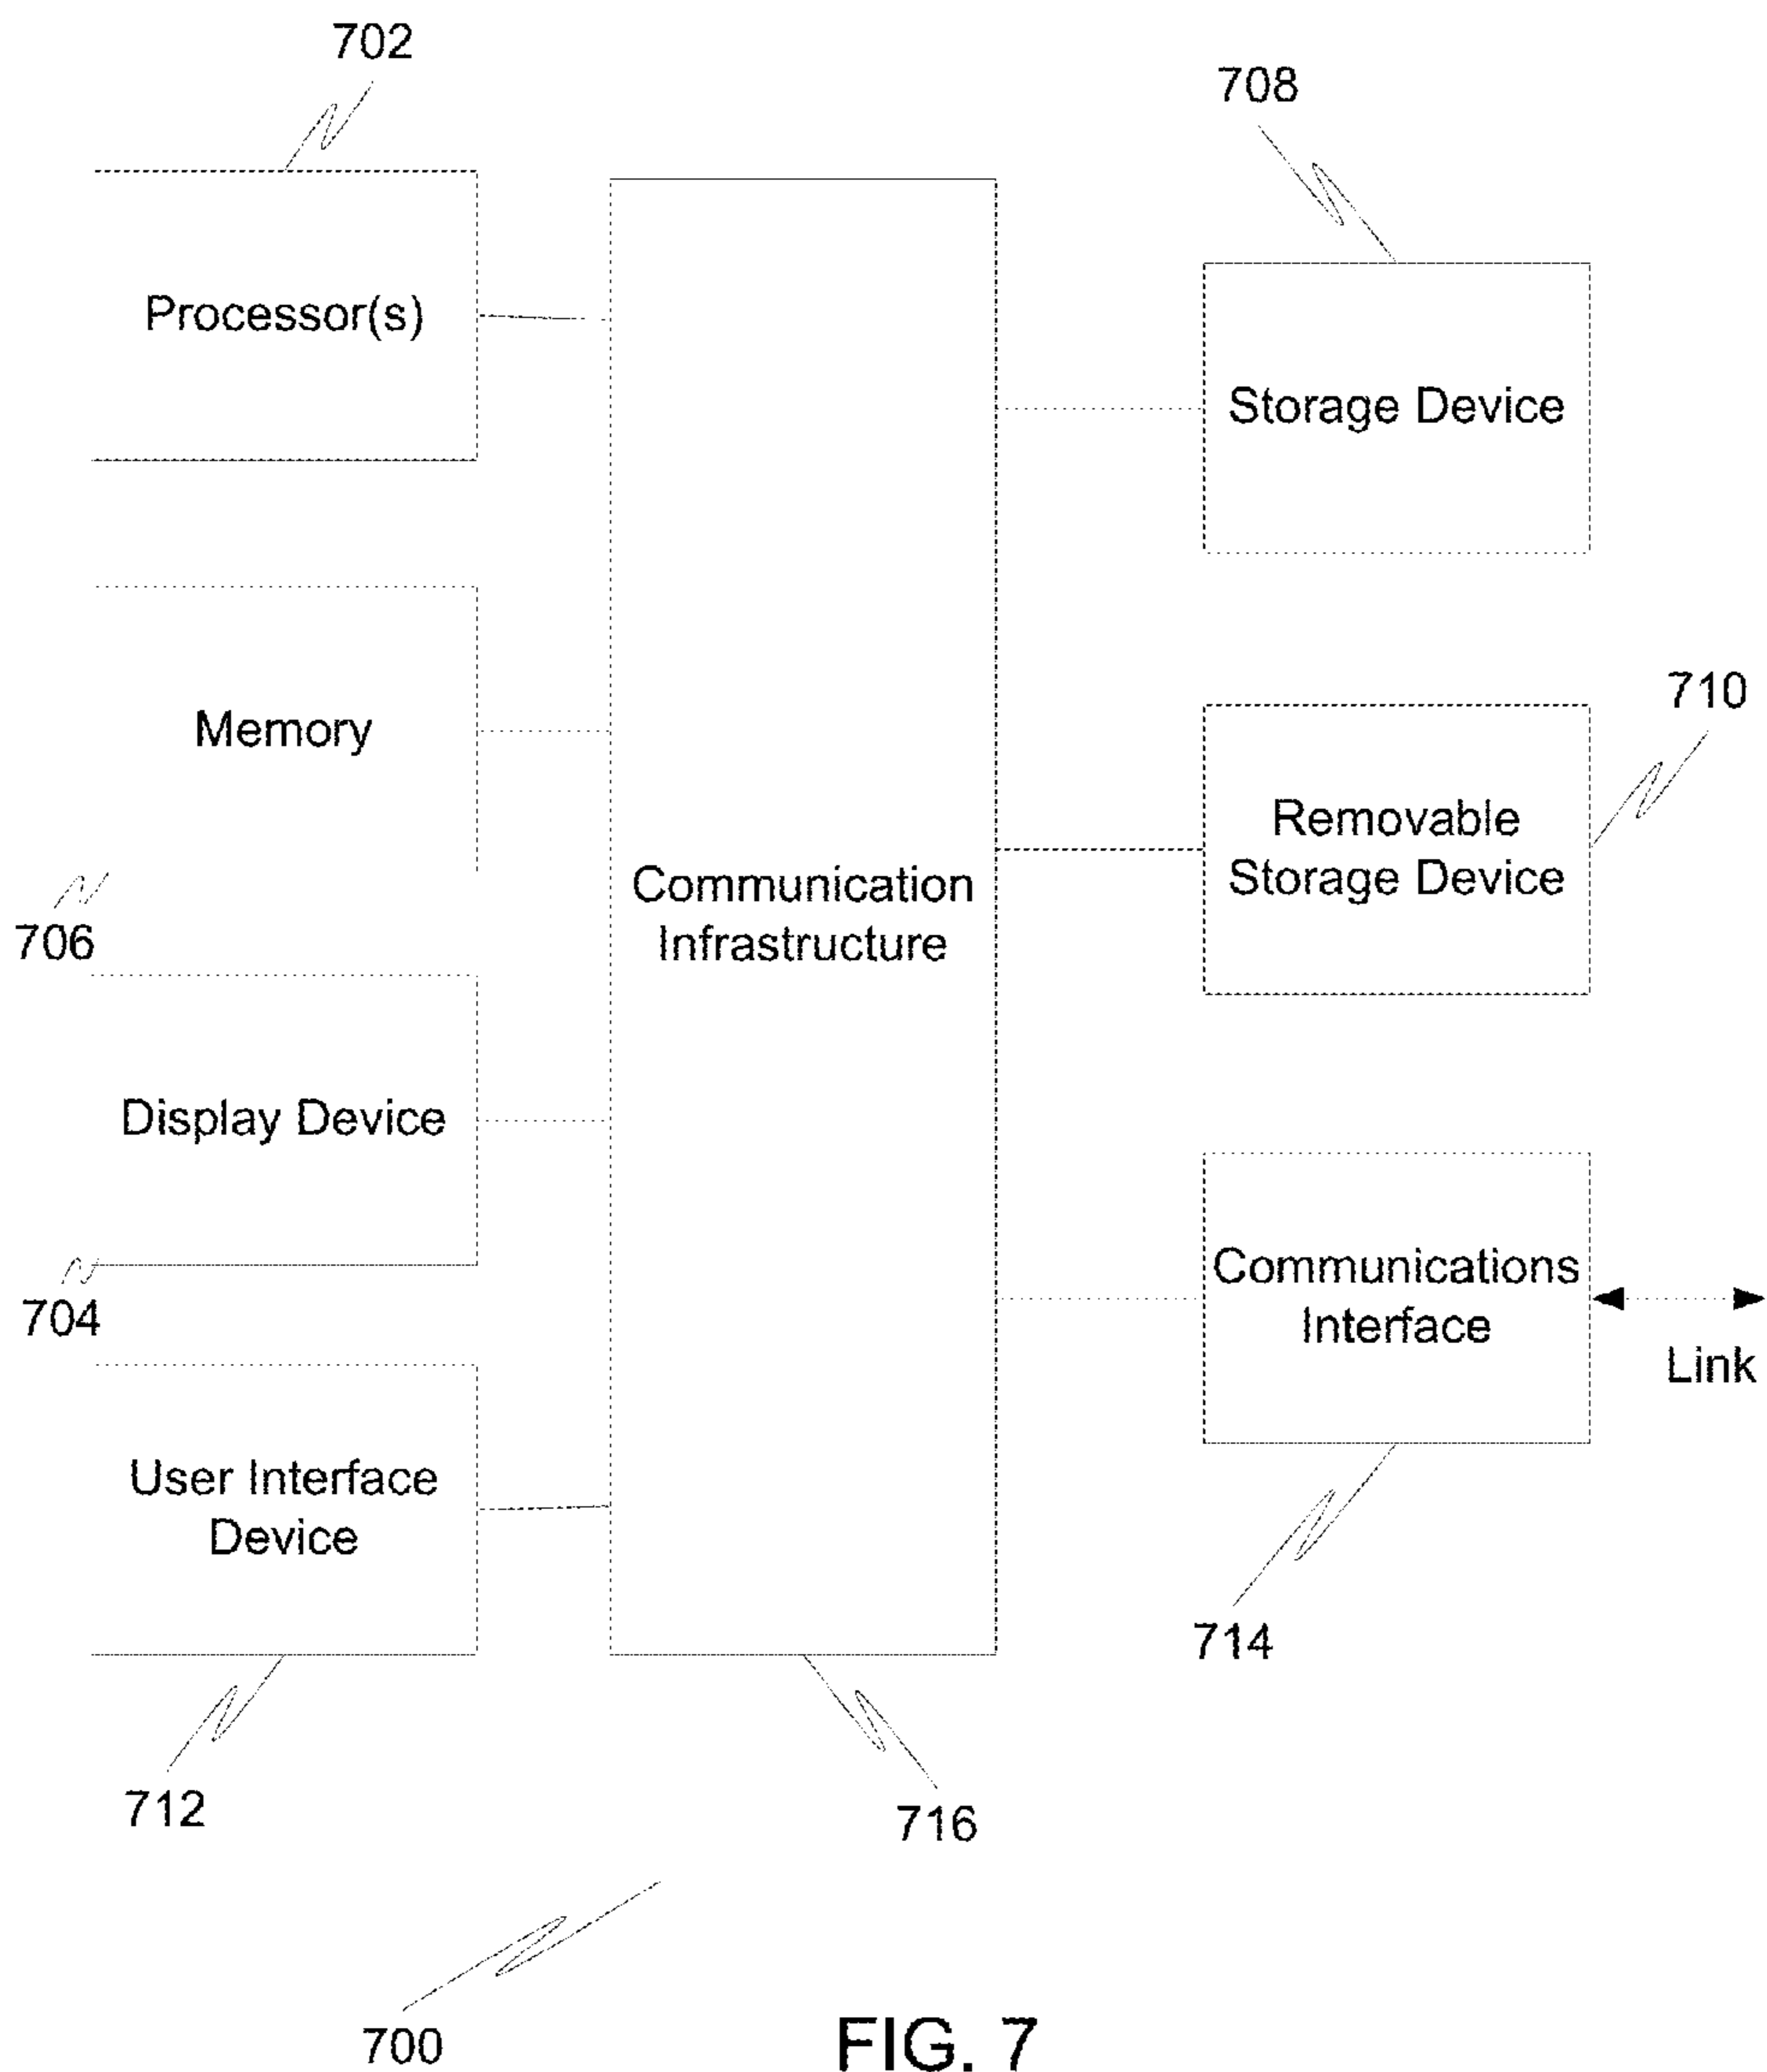 702
708
Processor(s)
Storage Device
710
Memory
Removable
Storage Device
Communication
Infrastructure
706
Display Device
Communications
Interface
704
Link
User Interface
Device
714
712
716
700
FIG. 7